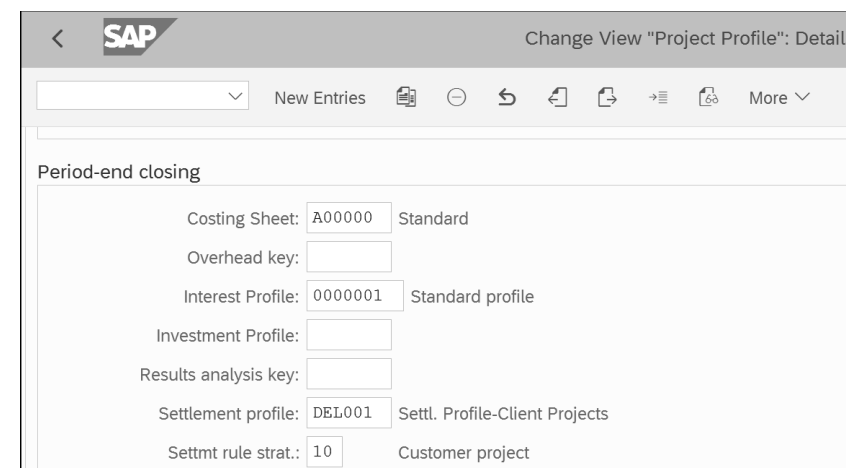 SAP
Change View "Project Profile": Detail
New Entries
More
Period-end closing
Costing Sheet: A00000 Standard
Overhead key:
Interest Profile: 0000001 Standard profile
Investment Profile:
Results analysis key:
Settlement profile: DEL001 Settl. Profile-Client Projects
Settmt rule strat.: 10 Customer project